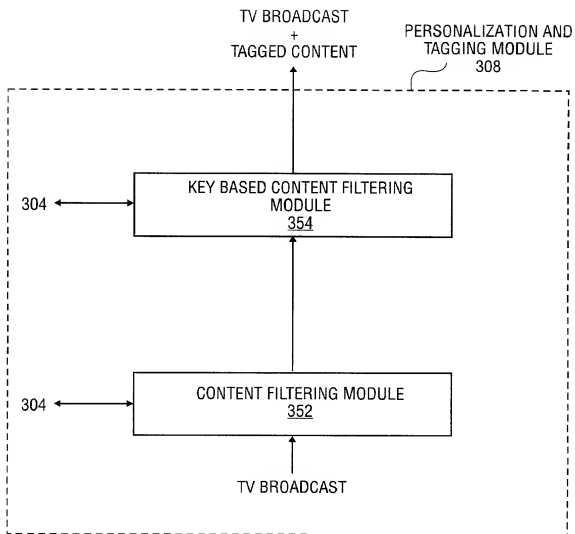 TV BROADCAST
+
TAGGED CONTENT
PERSONALIZATION AND
TAGGING MODULE
308
304
KEY BASED CONTENT FILTERING
MODULE
354
304
CONTENT FILTERING MODULE
352
TV BROADCAST